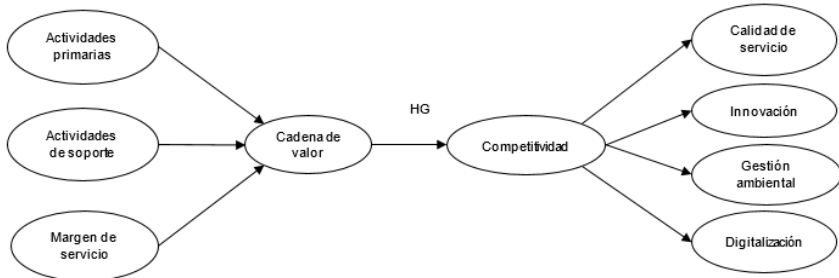 Actividades
primarias
Actividades
de soporte
Margen de
servicio
Cadena de
valor
HG
Competitividad
Calidad de
servicio
Innovación
Gestión
ambiental
Digitalización